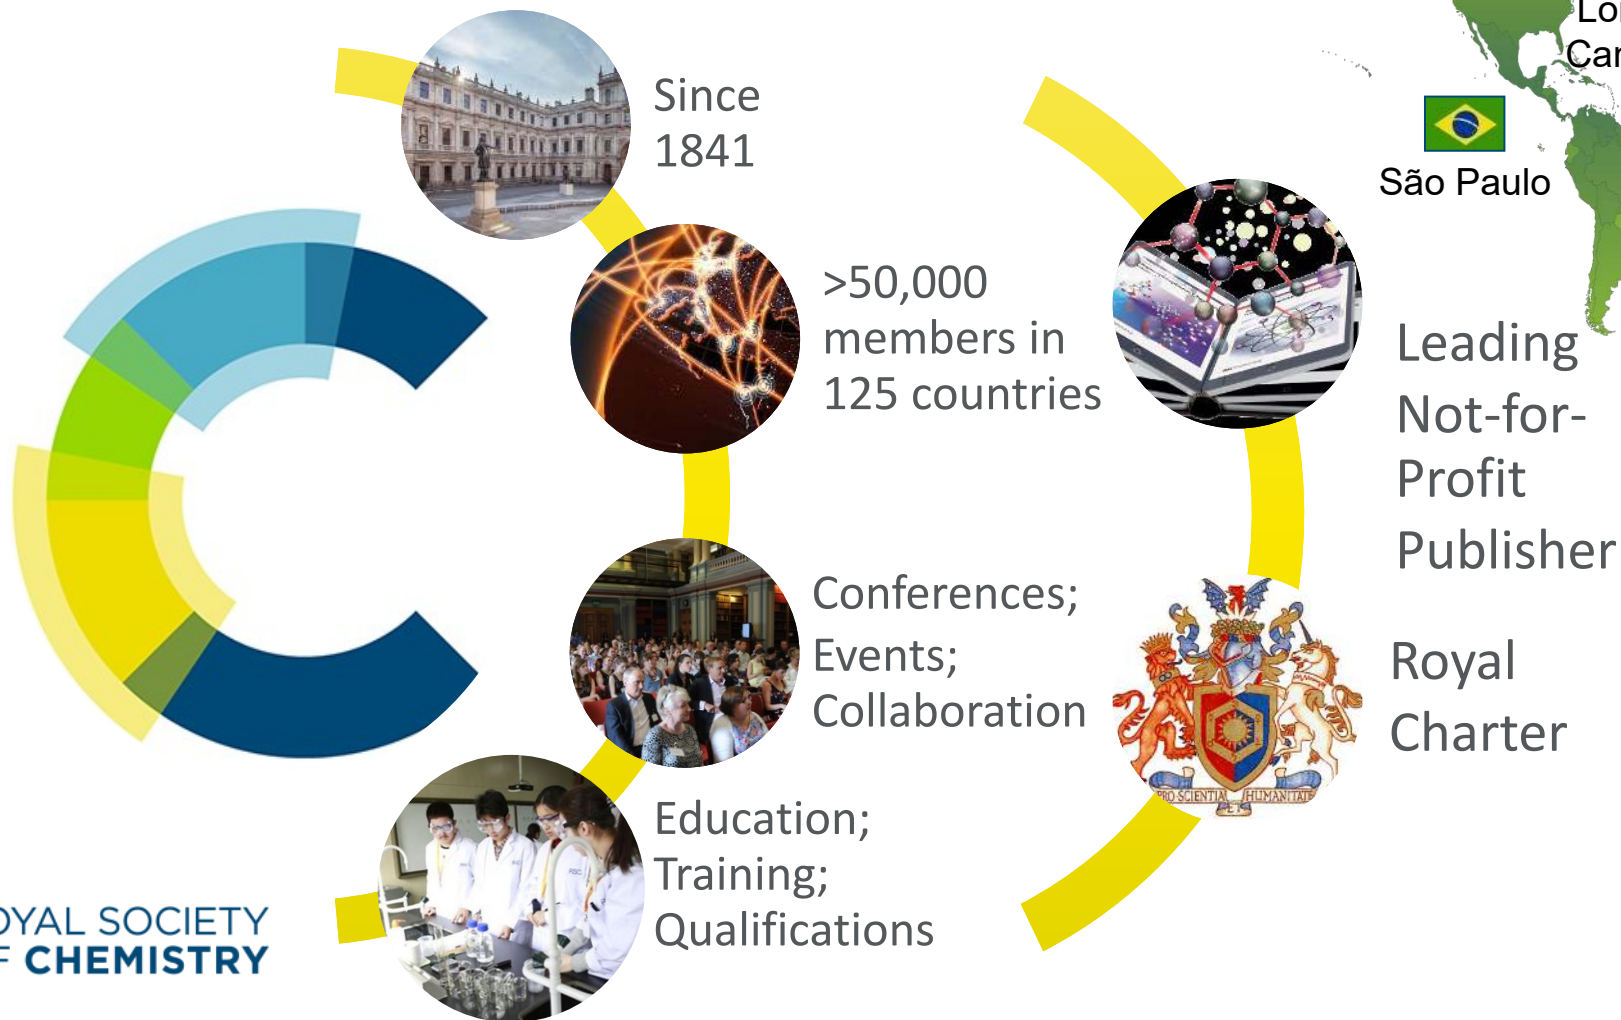 Since
1841
>50,000
members in
125 countries
Conferences;
Events;
Collaboration
Education;
Training;
Qualifications
São Paulo
Leading
Not-for-
Profit
Publisher
Royal
Charter
PRO SCIENTIA HUMANITATE
ET
SOCIETY
CHEMISTRY